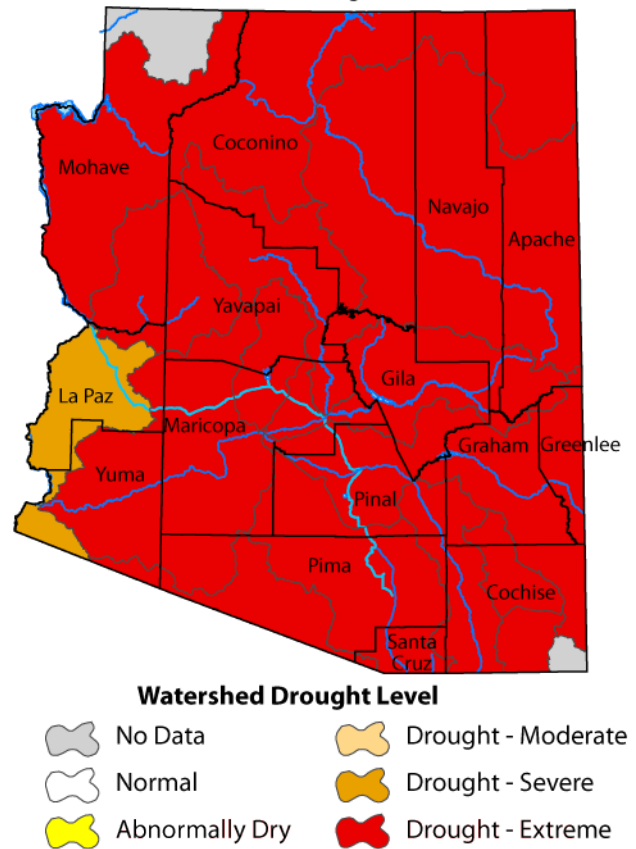 Coconino
Mohave
Navajo
Apache
Yavapai
Gila
La Paz
Maricopa
Graham
Greenlee
Yuma
Pinal
Pima
Cochise
Santa
Cruz
Watershed Drought Level
No Data
Drought - Moderate
Normal
Drought - Severe
Abnormally Dry
Drought - Extreme